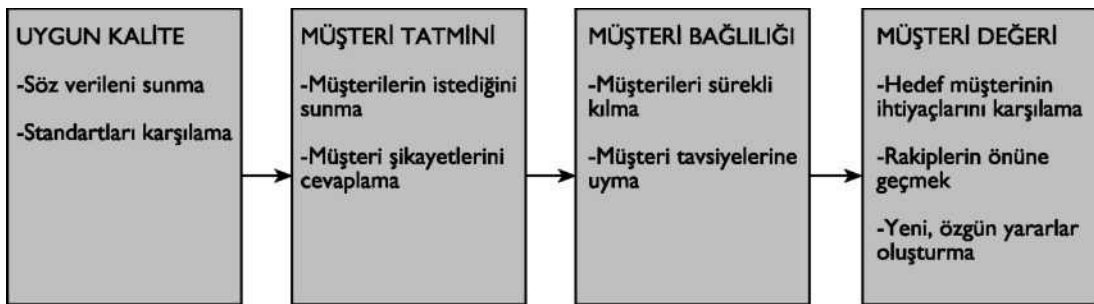 UYGUN KALİTE
-Söz verileni sunma
-Standartları karşılama
MÜŞTERİ TATMİNİ
-Müşterilerin istediğini
sunma
-Müşteri şikayetlerini
cevaplama
MÜŞTERİ BAĞLILIĞI
-Müşterileri sürekli
kılma
-Müşteri tavsiyelerine
uyma
MÜŞTERİ DEĞERİ
-Hedef müşterinin
ihtiyaçlarını karşılama
-Rakiplerin önüne
geçmek
-Yeni, özgün yararlar
oluşturma